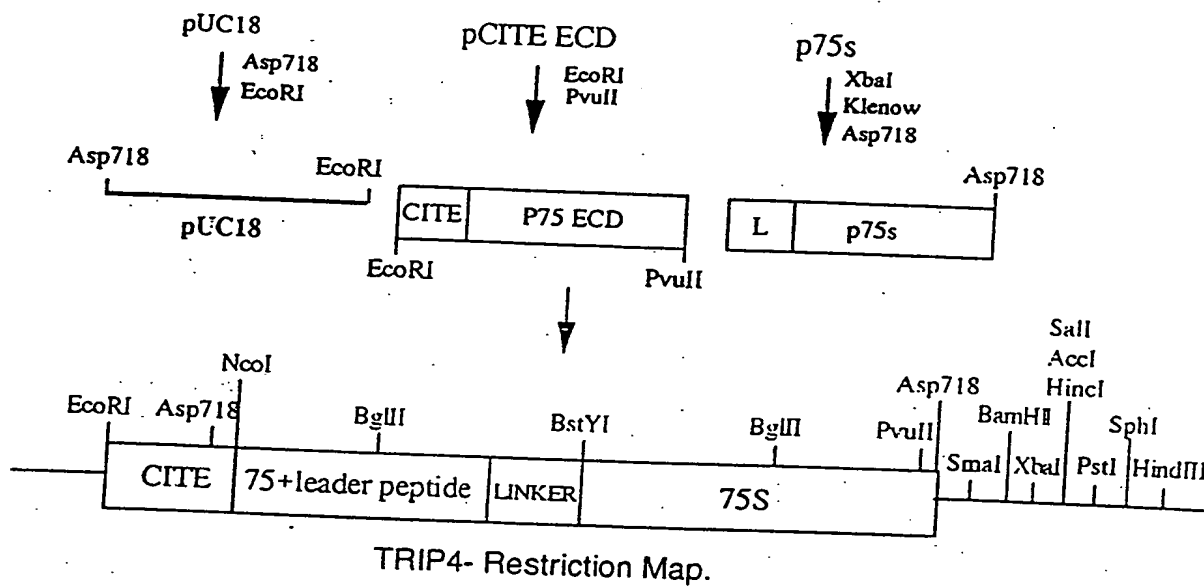 pUC18
pCITE ECD
p75s
Asp718
EcoRI
EcoRI
PvuII
XbaI
Klenow
Asp718
Asp718
EcoRI
pUC18
CITE
P75 ECD
EcoRI
PvuII
L
p75s
Asp718
EcoRI
Asp718
NcoI
BglII
BstYI
BglII
PvuII
Asp718
SmaI
BamHI
XbaI
SalI
AccI
HincI
PstI
SphI
HindIII
CITE
75+leader peptide
LINKER
75S
TRIP4- Restriction Map.